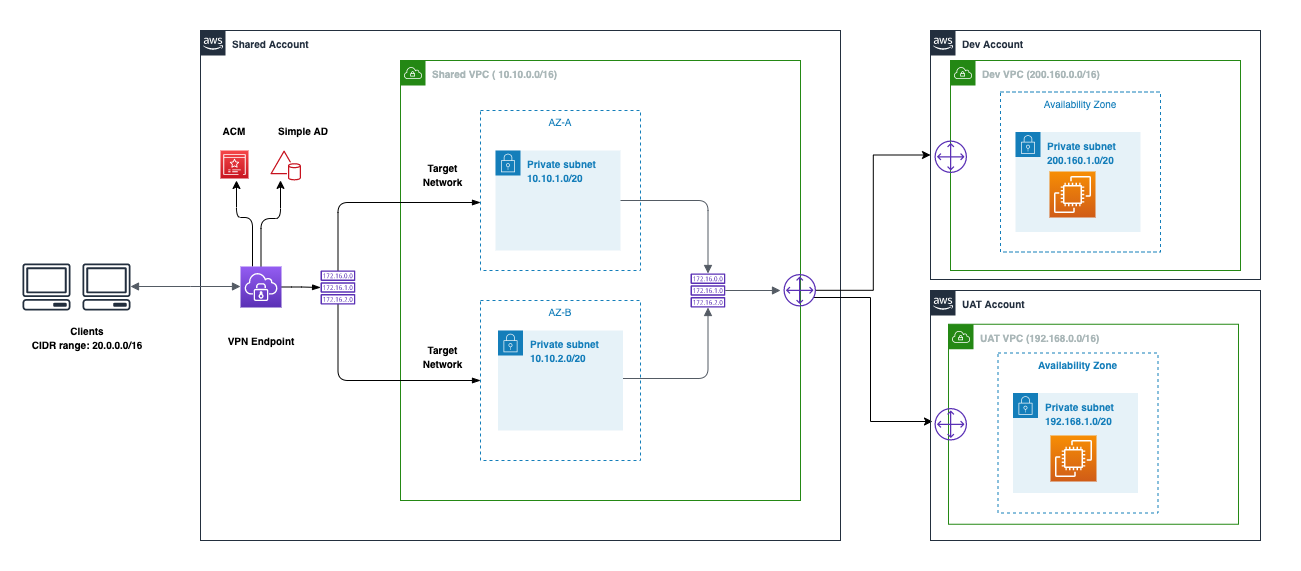 aws
Shared Account
Shared VPC ( 10.10.0.0/16)
ACM
Simple AD
Clients
CIDR range: 20.0.0.0/16
VPN Endpoint
172.16.0.0
172.16.1.0
172.16.2.0
Target
Network
Target
Network
AZ-A
Private subnet
10.10.1.0/20
AZ-B
Private subnet
10.10.2.0/20
172.16.0.0
172.16.1.0
172.16.2.0
aws
Dev Account
Dev VPC (200.160.0.0/16)
Availability Zone
Private subnet
200.160.1.0/20
aws
UAT Account
UAT VPC (192.168.0.0/16)
Availability Zone
Private subnet
192.168.1.0/20